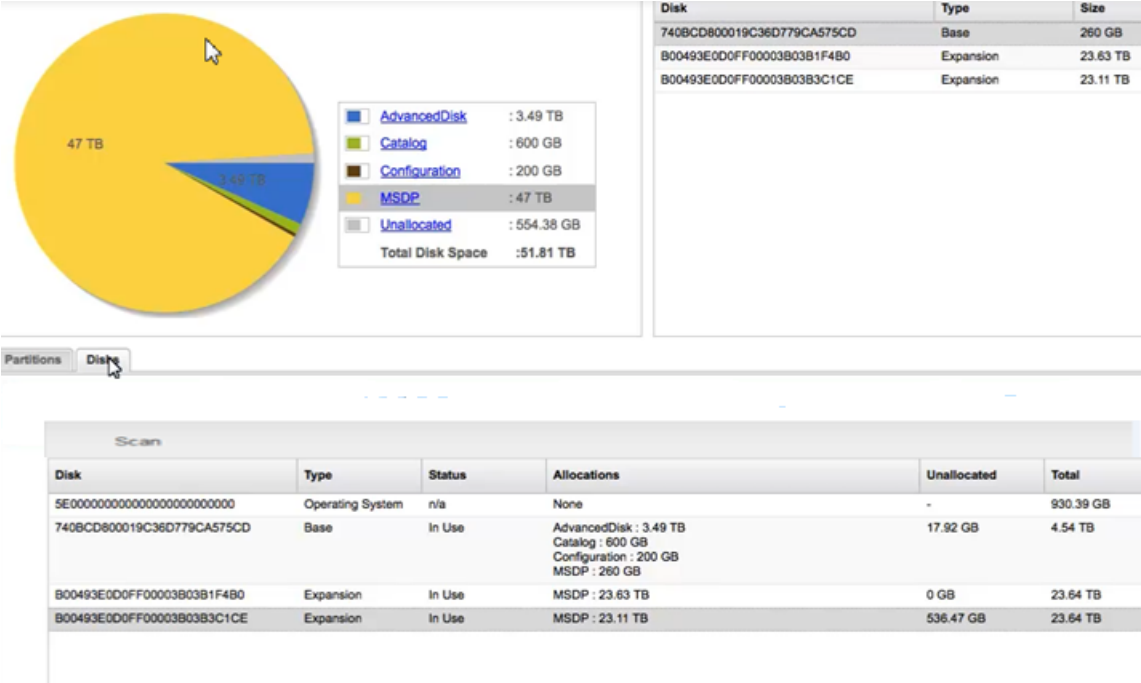 Disk Type Size
740BCD800019C36D779CA575CD Base 260 GB
B00493E0D0FF00003B03B1F4B0 Expansion 23.63 TB
B00493E0D0FF00003B03B3C1CE Expansion 23.11 TB
47 TB
3.49 TB
AdvancedDisk : 3.49 TB
Catalog : 600 GB
Configuration : 200 GB
MSDP : 47 TB
Unallocated : 554.38 GB
Total Disk Space :51.81 TB
Partitions Disks
Scan
Disk Type Status Allocations Unallocated Total
5E000000000000000000000000 Operating System n/a None - 930.39 GB
740BCD800019C36D779CA575CD Base In Use AdvancedDisk : 3.49 TB 17.92 GB 4.54 TB
Catalog : 600 GB
Configuration : 200 GB
MSDP : 260 GB
B00493E0D0FF00003B03B1F4B0 Expansion In Use MSDP : 23.63 TB 0 GB 23.64 TB
B00493E0D0FF00003B03B3C1CE Expansion In Use MSDP : 23.11 TB 536.47 GB 23.64 TB